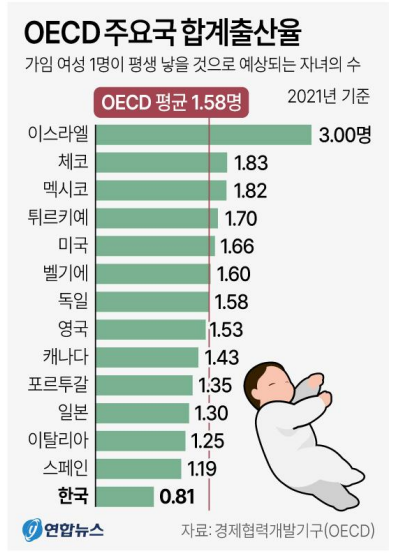 OECD 주요국 합계출산율
가임 여성 1명이 평생 낳을 것으로 예상되는 자녀의 수
OECD 평균 1.58명
2021년 기준
이스라엘 3.00명
체코 1.83
멕시코 1.82
튀르키예 1.70
미국 1.66
벨기에 1.60
독일 1.58
영국 1.53
캐나다 1.43
포르투갈 1.35
일본 1.30
이탈리아 1.25
스페인 1.19
한국 0.81
연합뉴스
자료: 경제협력개발기구(OECD)